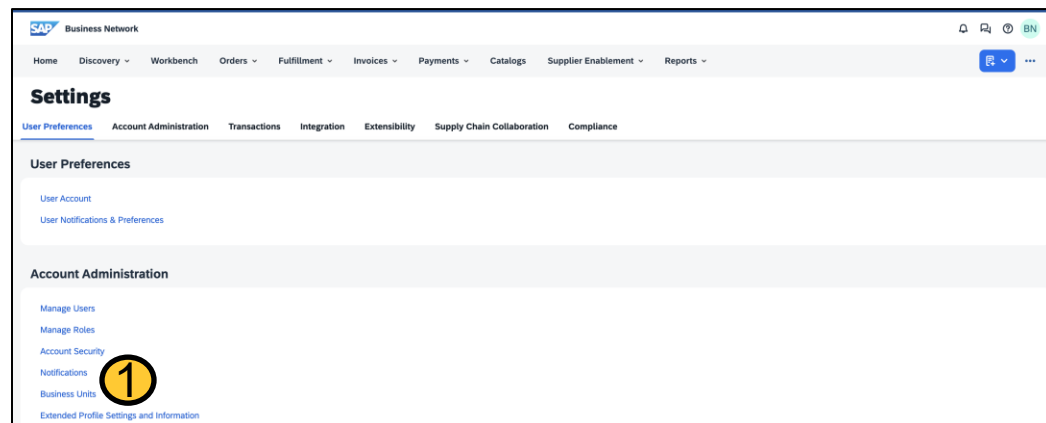 SAP Business Network
BN
Home Discovery Workbench Orders Fulfillment Invoices Payments Catalogs Supplier Enablement Reports
Settings
User Preferences Account Administration Transactions Integration Extensibility Supply Chain Collaboration Compliance
User Preferences
User Account
User Notifications & Preferences
Account Administration
Manage Users
Manage Roles
Account Security
Notifications
1
Business Units
Extended Profile Settings and Information